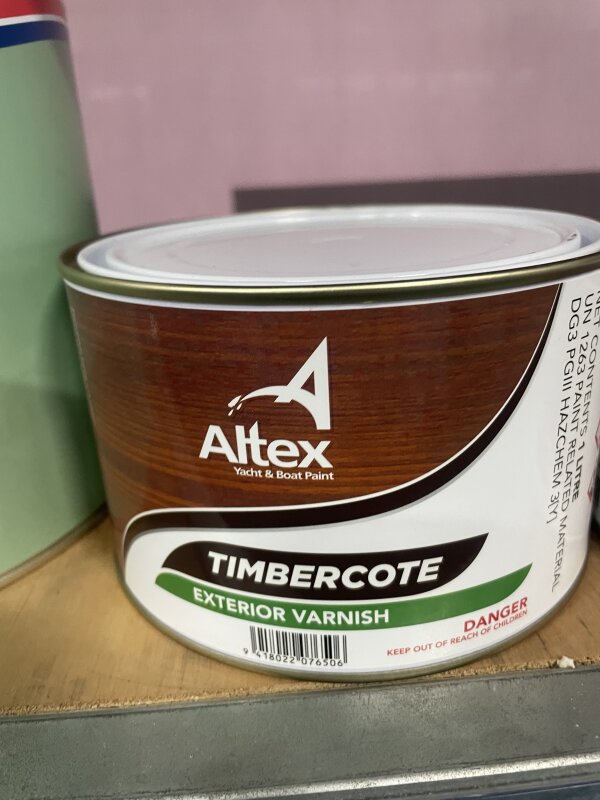 Altex
Yacht & Boat Paint
TIMBERCOTE
EXTERIOR VARNISH
9 418022 076506
DANGER
KEEP OUT OF REACH OF CHILDREN
NET CONTENTS 1 LITRE
UN 1263 PAINT RELATED MATERIAL
DG3 PGIII HAZCHEM 3[Y]